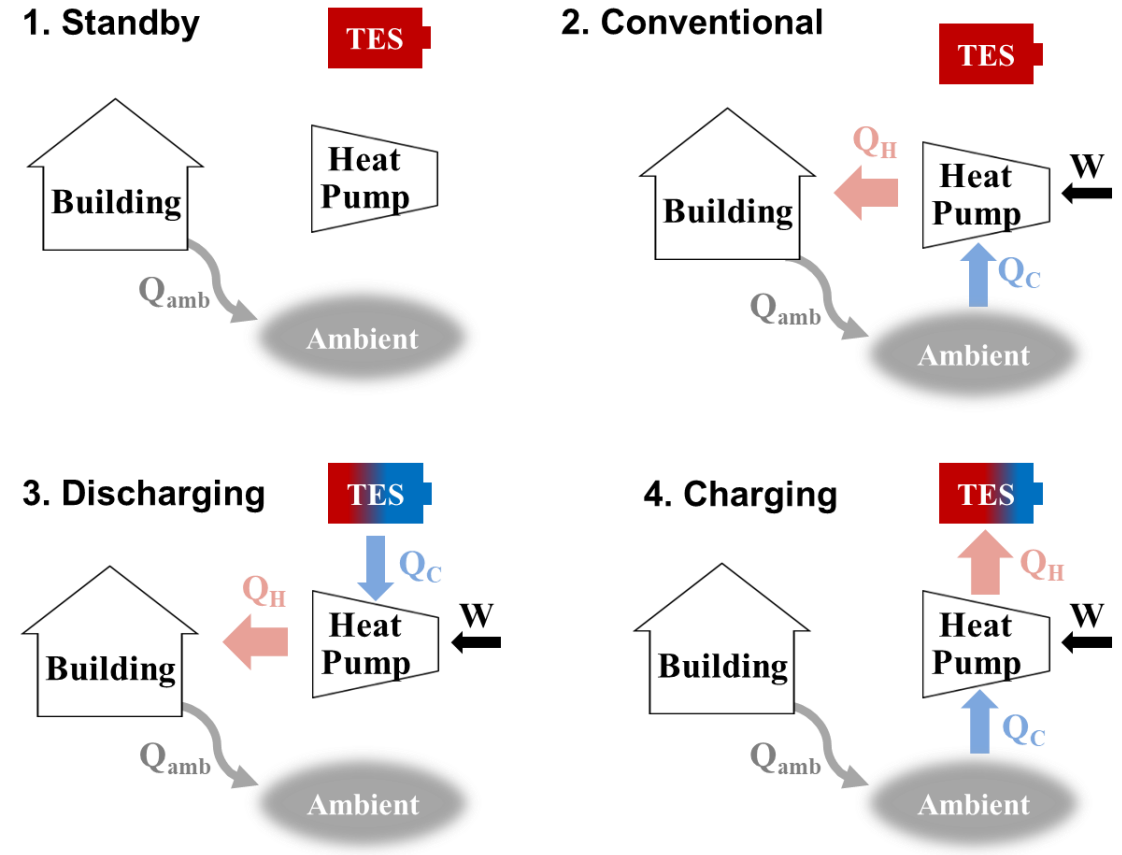 1. Standby
TES
Building
Heat
Pump
Qamb
Ambient
2. Conventional
TES
QH
Building
Heat
Pump
W
QC
Qamb
Ambient
3. Discharging
TES
QC
QH
Building
Heat
Pump
W
Qamb
Ambient
4. Charging
TES
QH
Building
Heat
Pump
W
QC
Qamb
Ambient